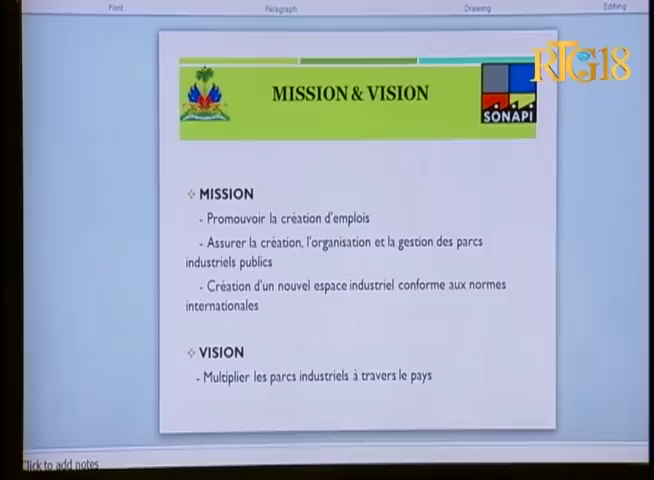 Font Paragraph Drawing Editing
RTG18
MISSION & VISION
SONAPI
MISSION
- Promouvoir la création d'emplois
- Assurer la création, l'organisation et la gestion des parcs
industriels publics
- Création d'un nouvel espace industriel conforme aux normes
internationales
VISION
- Multiplier les parcs industriels à travers le pays
Click to add notes